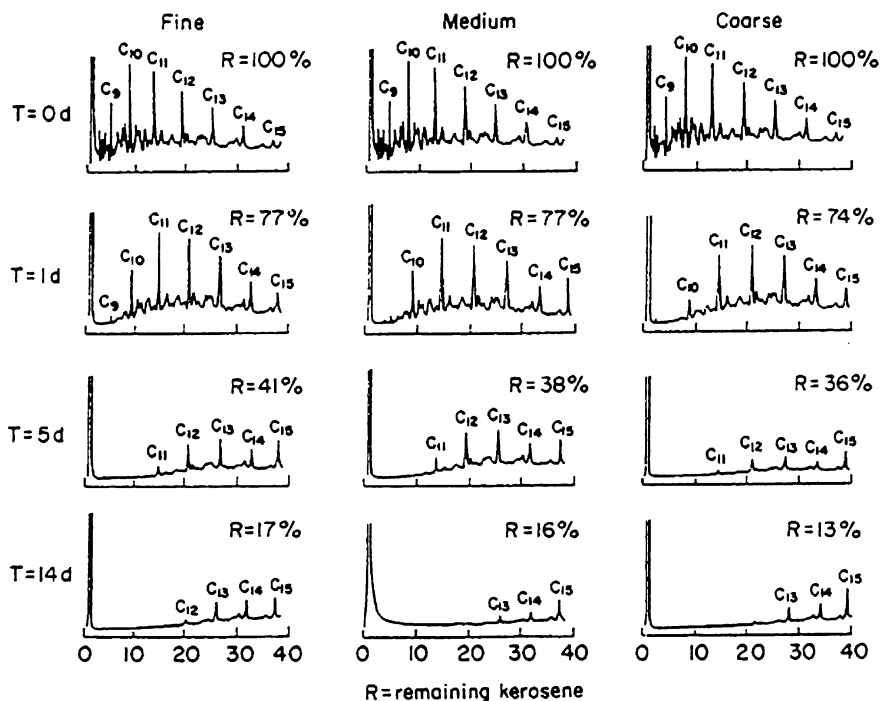 Fine Medium Coarse
T=0d
C9 C10 C11 C12 C13 C14 C15 R=100%
C9 C10 C11 C12 C13 C14 C15 R=100%
C9 C10 C11 C12 C13 C14 C15 R=100%
T=1d
C9 C10 C11 C12 C13 C14 C15 R=77%
C10 C11 C12 C13 C14 C15 R=77%
C10 C11 C12 C13 C14 C15 R=74%
T=5d
C11 C12 C13 C14 C15 R=41%
C11 C12 C13 C14 C15 R=38%
C11 C12 C13 C14 C15 R=36%
T=14d
C12 C13 C14 C15 R=17%
C13 C14 C15 R=16%
C13 C14 C15 R=13%
0 10 20 30 40 0 10 20 30 40 0 10 20 30 40
R=remaining kerosene